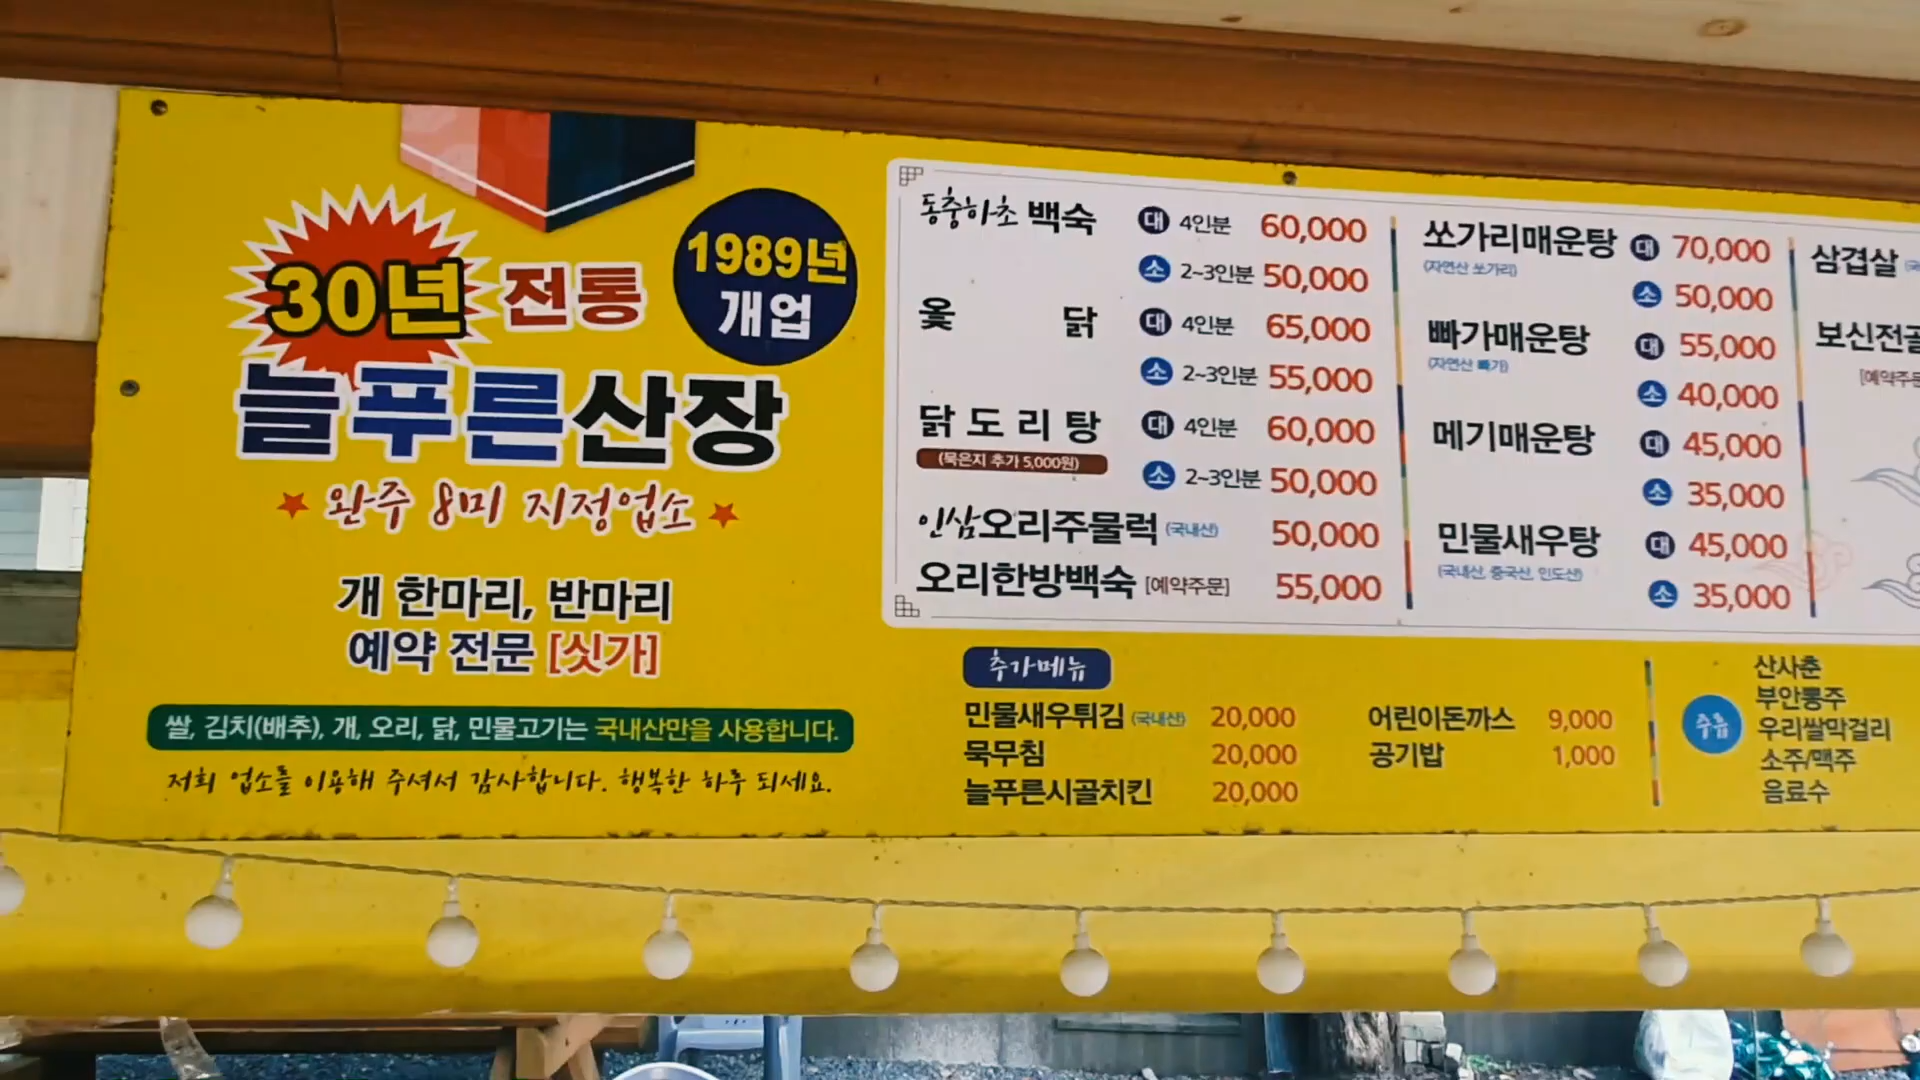 30년 전통
1989년
개업
늘푸른산장
완주 8미 지정업소
개 한마리, 반마리
예약 전문 [싯가]
쌀, 김치(배추), 개, 오리, 닭, 민물고기는 국내산만을 사용합니다.
저희 업소를 이용해 주셔서 감사합니다. 행복한 하루 되세요.
동충하초 백숙 대 4인분 60,000
소 2~3인분 50,000
옻 닭 대 4인분 65,000
소 2~3인분 55,000
닭도리탕 대 4인분 60,000
(묵은지 추가 5,000원)
소 2~3인분 50,000
인삼오리주물럭 (국내산) 50,000
오리한방백숙 [예약주문] 55,000
쏘가리매운탕 대 70,000
(자연산 쏘가리)
소 50,000
빠가매운탕 대 55,000
(자연산 빠가)
소 40,000
메기매운탕 대 45,000
소 35,000
민물새우탕 대 45,000
(국내산, 중국산, 인도산)
소 35,000
삼겹살
보신전골
[예약주문
추가메뉴
민물새우튀김 (국내산) 20,000
묵무침 20,000
늘푸른시골치킨 20,000
어린이돈까스 9,000
공기밥 1,000
주류
산사춘
부안뽕주
우리쌀막걸리
소주/맥주
음료수